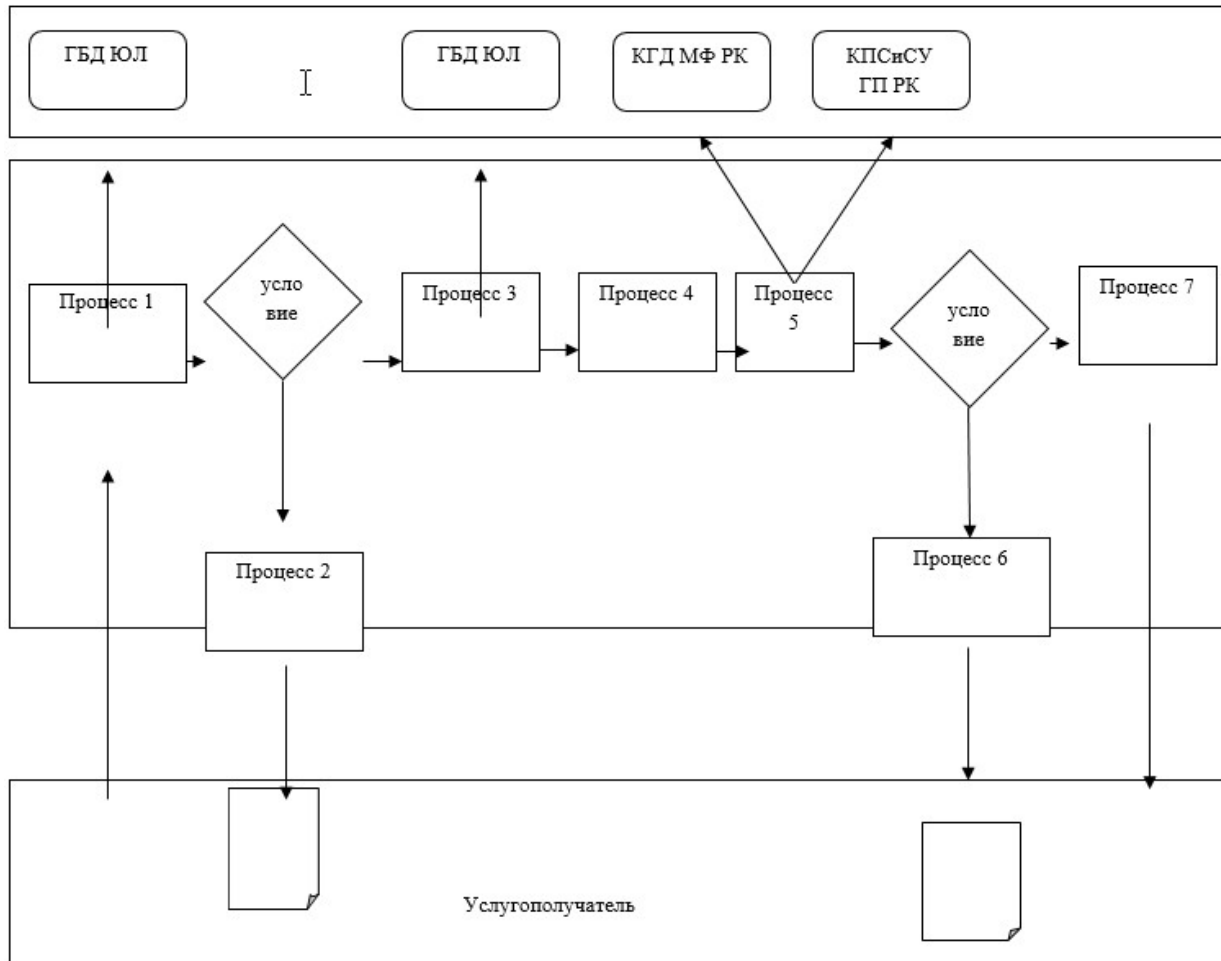 ГБД ЮЛ
ГБД ЮЛ
КГД МФ РК
КПСиСУ
ГП РК
Процесс 1
усло
вие
Процесс 3
Процесс 4
Процесс
5
усло
вие
Процесс 7
Процесс 2
Процесс 6
Услугополучатель